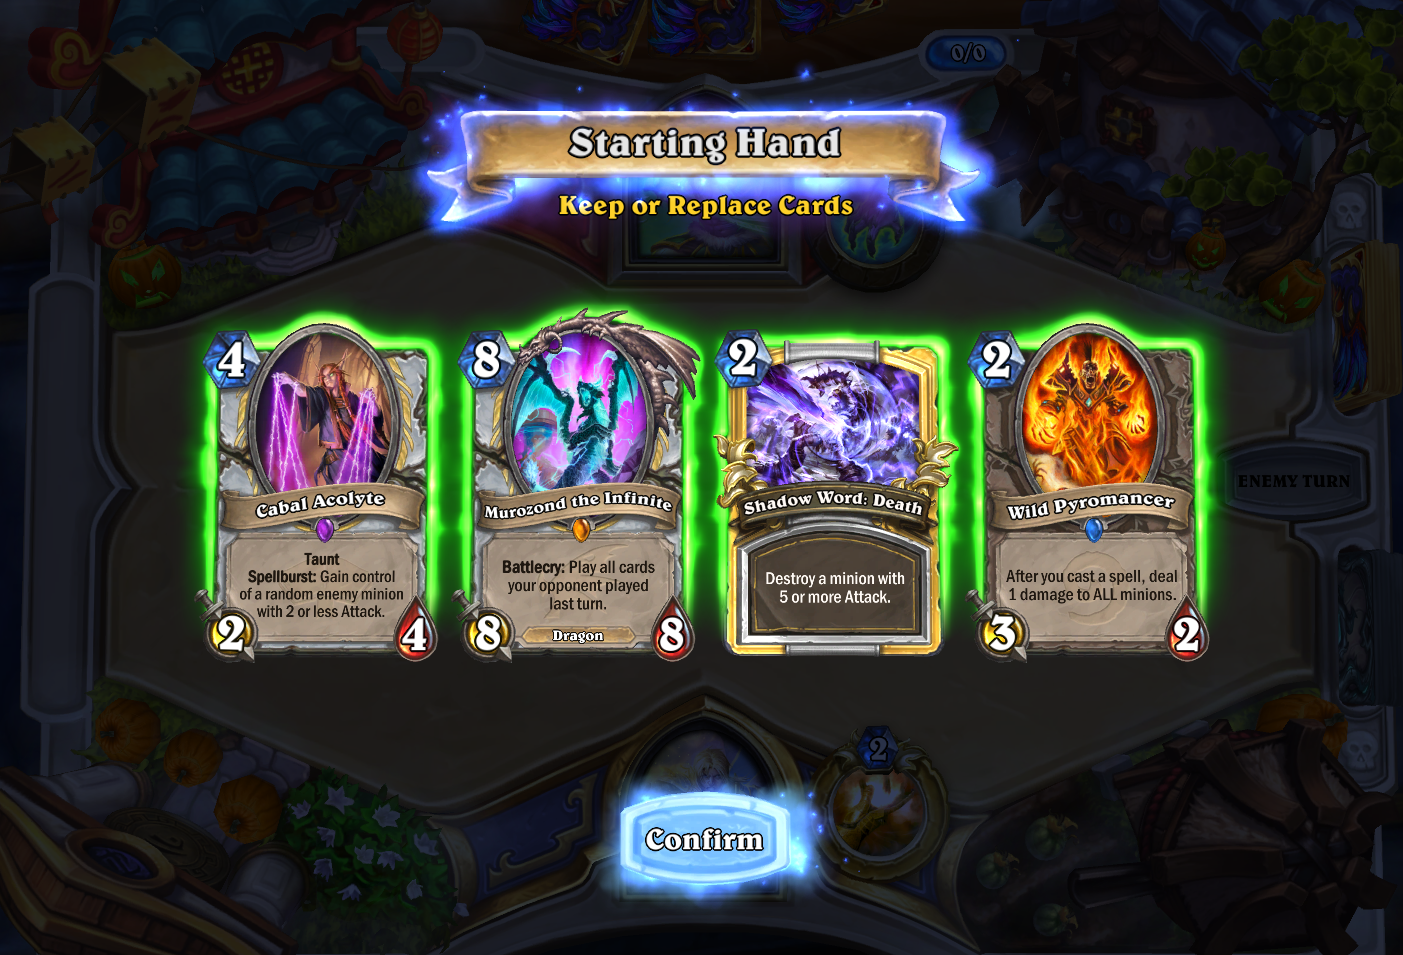 0/0
Starting Hand
Keep or Replace Cards
4
Cabal Acolyte
Taunt
Spellburst: Gain control
of a random enemy minion
with 2 or less Attack.
2
4
8
Murozond the Infinite
Battlecry: Play all cards
your opponent played
last turn.
Dragon
8
8
2
Shadow Word: Death
Destroy a minion with
5 or more Attack.
2
Wild Pyromancer
After you cast a spell, deal
1 damage to ALL minions.
3
2
ENEMY TURN
2
Confirm